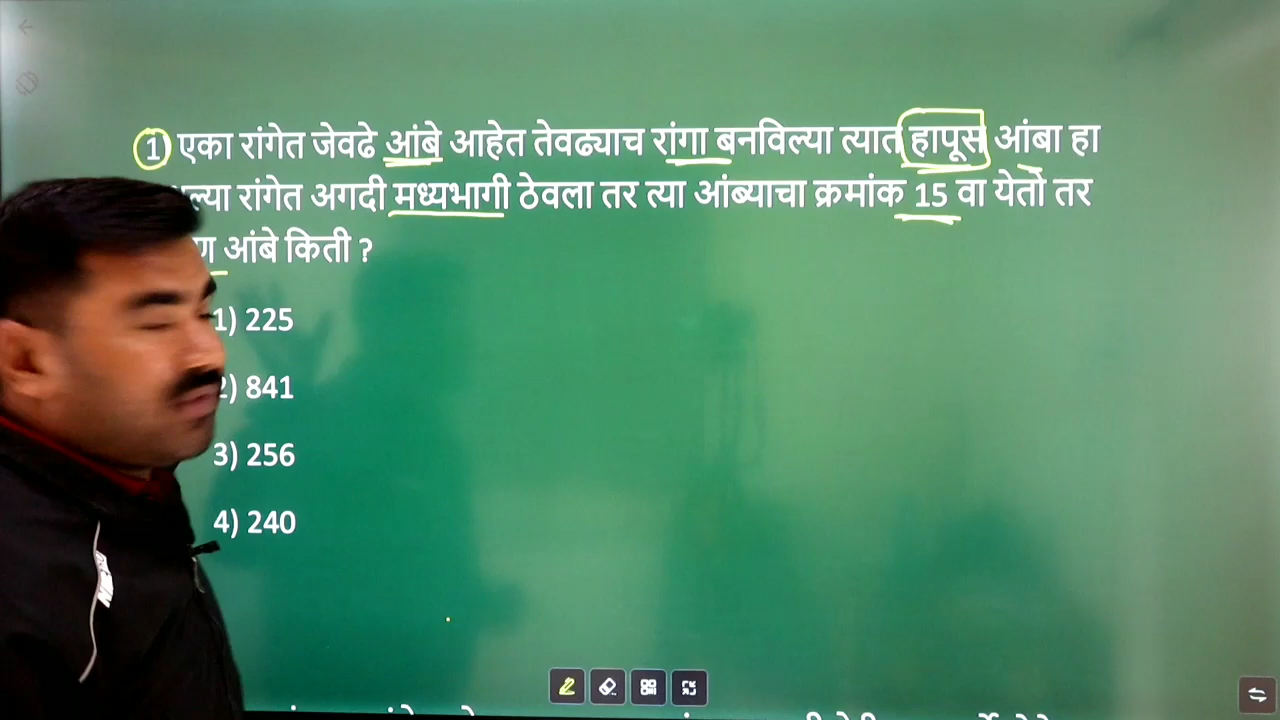 1) एका रांगेत जेवढे आंबे आहेत तेवढ्याच रांगा बनविल्या त्यात हापूस आंबा हा
रांगेत अगदी मध्यभागी ठेवला तर त्या आंब्याचा क्रमांक 15 वा येतो तर
आंबे किती ?
1) 225
2) 841
3) 256
4) 240